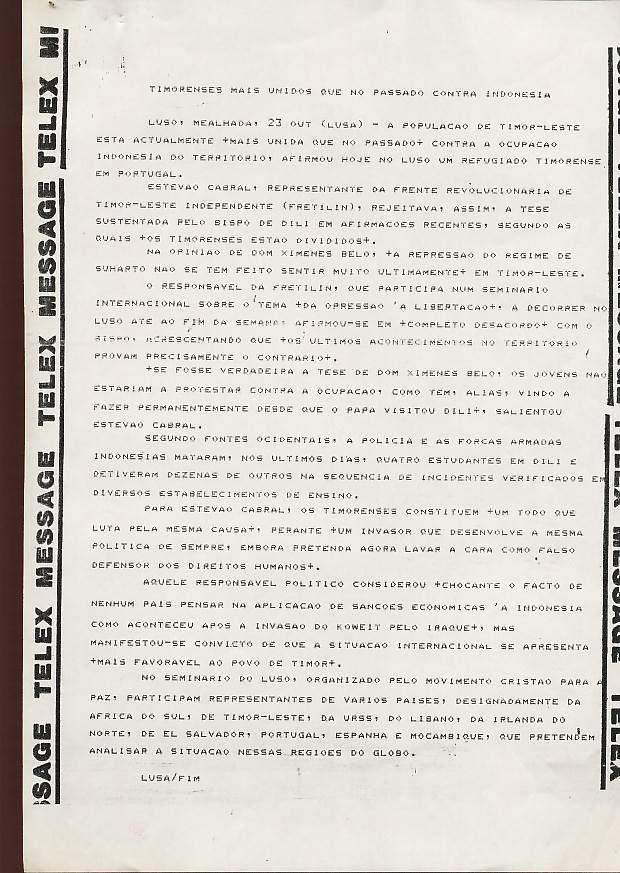 TIMORENSES MAIS UNIDOS QUE NO PASSADO CONTRA INDONESIA
LUSO, MEALHADA, 23 OUT (LUSA) - A POPULACAO DE TIMOR-LESTE
ESTA ACTUALMENTE +MAIS UNIDA QUE NO PASSADO+ CONTRA A OCUPACAO
INDONESIA DO TERRITORIO, AFIRMOU HOJE NO LUSO UM REFUGIADO TIMORENSE
EM PORTUGAL.
ESTEVAO CABRAL, REPRESENTANTE DA FRENTE REVOLUCIONARIA DE
TIMOR-LESTE INDEPENDENTE (FRETILIN), REJEITAVA, ASSIM, A TESE
SUSTENTADA PELO BISPO DE DILI EM AFIRMACOES RECENTES, SEGUNDO AS
QUAIS +OS TIMORENSES ESTAO DIVIDIDOS+.
NA OPINIAO DE DOM XIMENES BELO, +A REPRESSAO DO REGIME DE
SUHARTO NAO SE TEM FEITO SENTIR MUITO ULTIMAMENTE+ EM TIMOR-LESTE.
O RESPONSAVEL DA FRETILIN, QUE PARTICIPA NUM SEMINARIO
INTERNACIONAL SOBRE O TEMA +DA OPRESSAO 'A LIBERTACAO+, A DECORRER NO
LUSO ATE AO FIM DA SEMANA, AFIRMOU-SE EM +COMPLETO DESACORDO+ COM O
BISPO, ACRESCENTANDO QUE +OS ULTIMOS ACONTECIMENTOS NO TERRITORIO
PROVAM PRECISAMENTE O CONTRARIO+.
+SE FOSSE VERDADEIRA A TESE DE DOM XIMENES BELO, OS JOVENS NAO
ESTARIAM A PROTESTAR CONTRA A OCUPACAO, COMO TEM, ALIAS, VINDO A
FAZER PERMANENTEMENTE DESDE QUE O PAPA VISITOU DILI+, SALIENTOU
ESTEVAO CABRAL.
SEGUNDO FONTES OCIDENTAIS, A POLICIA E AS FORCAS ARMADAS
INDONESIAS MATARAM, NOS ULTIMOS DIAS, QUATRO ESTUDANTES EM DILI E
DETIVERAM DEZENAS DE OUTROS NA SEQUENCIA DE INCIDENTES VERIFICADOS EM
DIVERSOS ESTABELECIMENTOS DE ENSINO.
PARA ESTEVAO CABRAL, OS TIMORENSES CONSTITUEM +UM TODO QUE
LUTA PELA MESMA CAUSA+, PERANTE +UM INVASOR QUE DESENVOLVE A MESMA
POLITICA DE SEMPRE, EMBORA PRETENDA AGORA LAVAR A CARA COMO FALSO
DEFENSOR DOS DIREITOS HUMANOS+.
AQUELE RESPONSAVEL POLITICO CONSIDEROU +CHOCANTE O FACTO DE
NENHUM PAIS PENSAR NA APLICACAO DE SANCOES ECONOMICAS 'A INDONESIA
COMO ACONTECEU APOS A INVASAO DO KOWEIT PELO IRAQUE+, MAS
MANIFESTOU-SE CONVICTO DE QUE A SITUACAO INTERNACIONAL SE APRESENTA
+MAIS FAVORAVEL AO POVO DE TIMOR+.
NO SEMINARIO DO LUSO, ORGANIZADO PELO MOVIMENTO CRISTAO PARA A
PAZ, PARTICIPAM REPRESENTANTES DE VARIOS PAISES, DESIGNADAMENTE DA
AFRICA DO SUL, DE TIMOR-LESTE, DA URSS, DO LIBANO, DA IRLANDA DO
NORTE, DE EL SALVADOR, PORTUGAL, ESPANHA E MOCAMBIQUE, QUE PRETENDEM
ANALISAR A SITUACAO NESSAS REGIOES DO GLOBO.
LUSA/FIM
SSAGE TELEX MESSAGE TELEX MESSAGE TELEX ME
TELEX MESSAGE TELEX